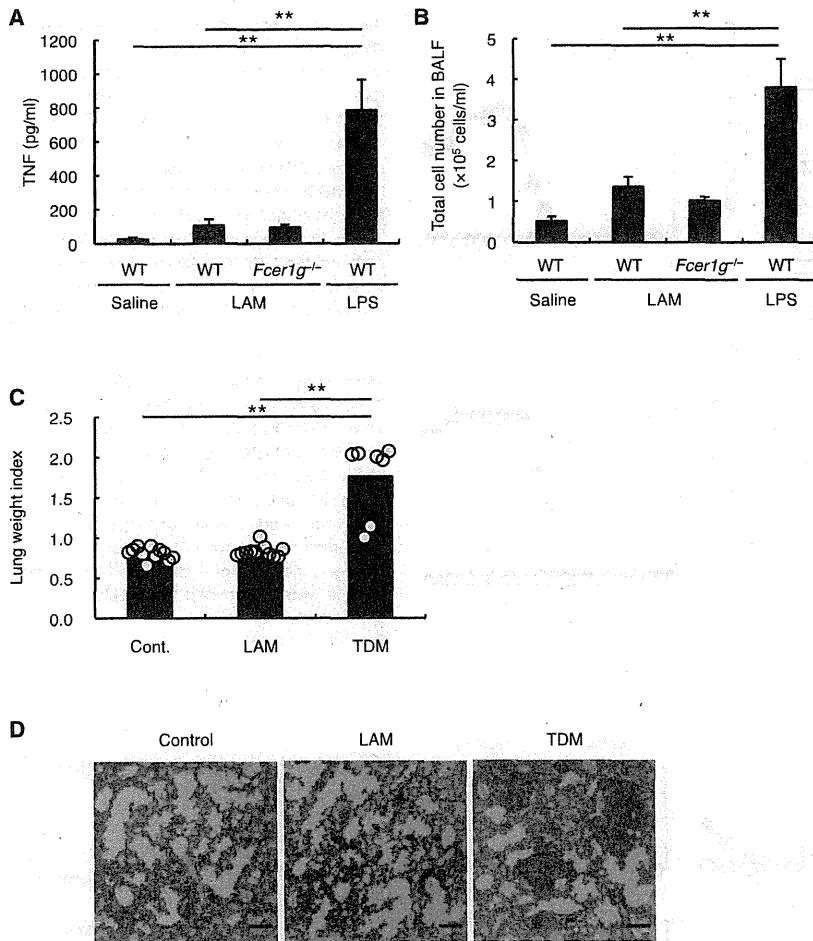 A
**
**
1200
1000
800
600
400
200
0
TNF (pg/ml)
WT WT Fcer1g–/– WT
Saline LAM LPS
B
**
**
5
4
3
2
1
0
Total cell number in BALF
(×10⁵ cells/ml)
WT WT Fcer1g–/– WT
Saline LAM LPS
C
**
**
2.5
2.0
1.5
1.0
0.5
0.0
Lung weight index
Cont. LAM TDM
D
Control LAM TDM